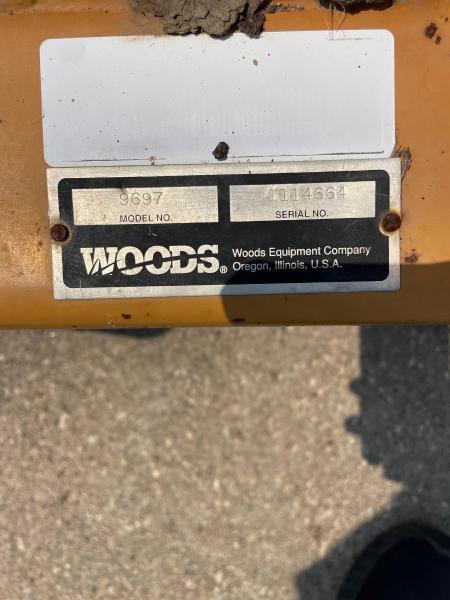 9697
MODEL NO.
1114664
SERIAL NO.
WOODS®
Woods Equipment Company
Oregon, Illinois, U.S.A.